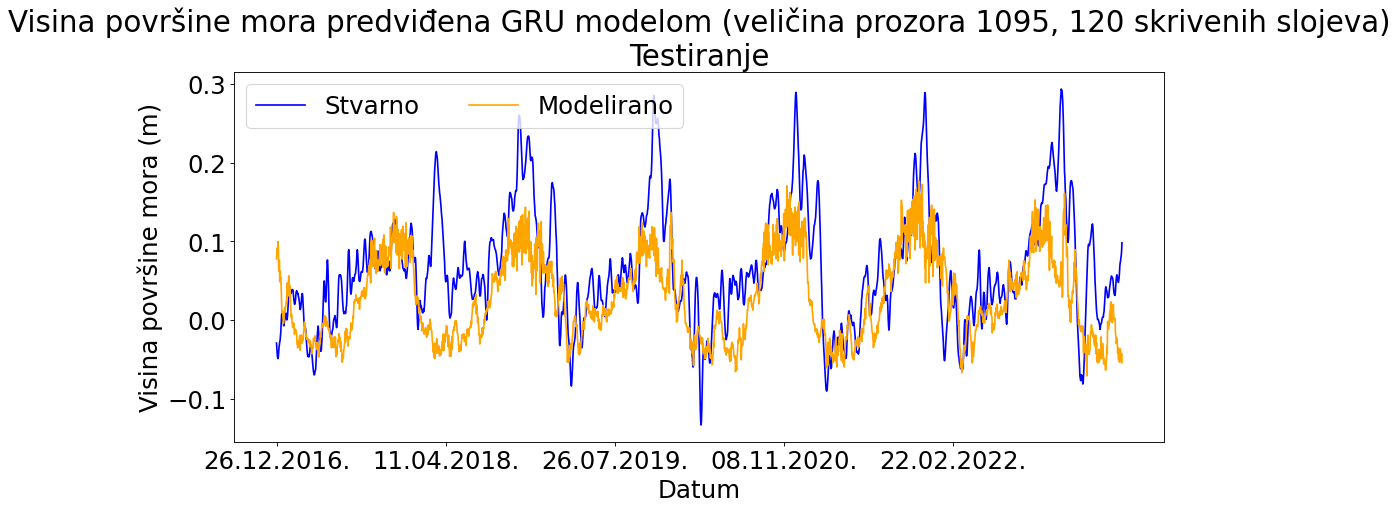 Visina površine mora predviđena GRU modelom (veličina prozora 1095, 120 skrivenih slojeva)
Testiranje
Stvarno Modelirano
Visina površine mora (m)
0.3
0.2
0.1
0.0
−0.1
26.12.2016. 11.04.2018. 26.07.2019. 08.11.2020. 22.02.2022.
Datum